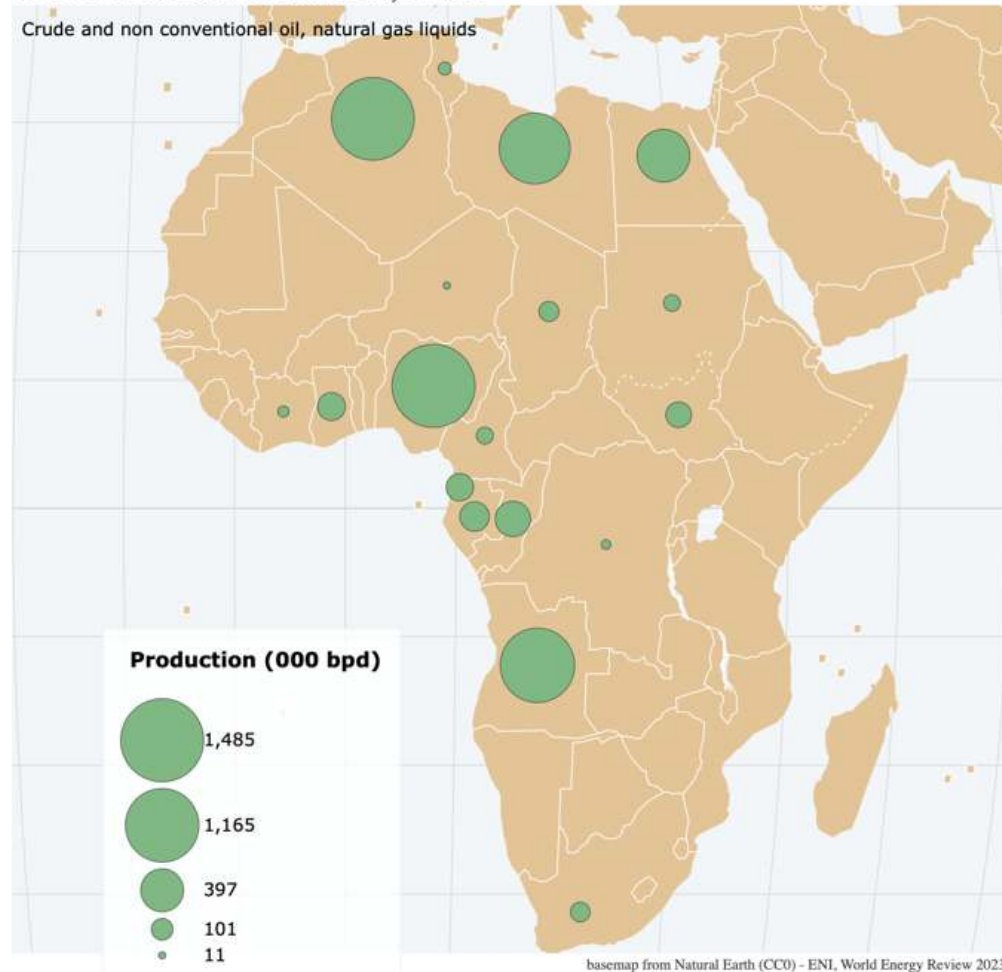 Crude and non conventional oil, natural gas liquids
Production (000 bpd)
1,485
1,165
397
101
11
basemap from Natural Earth (CC0) - ENI, World Energy Review 2023